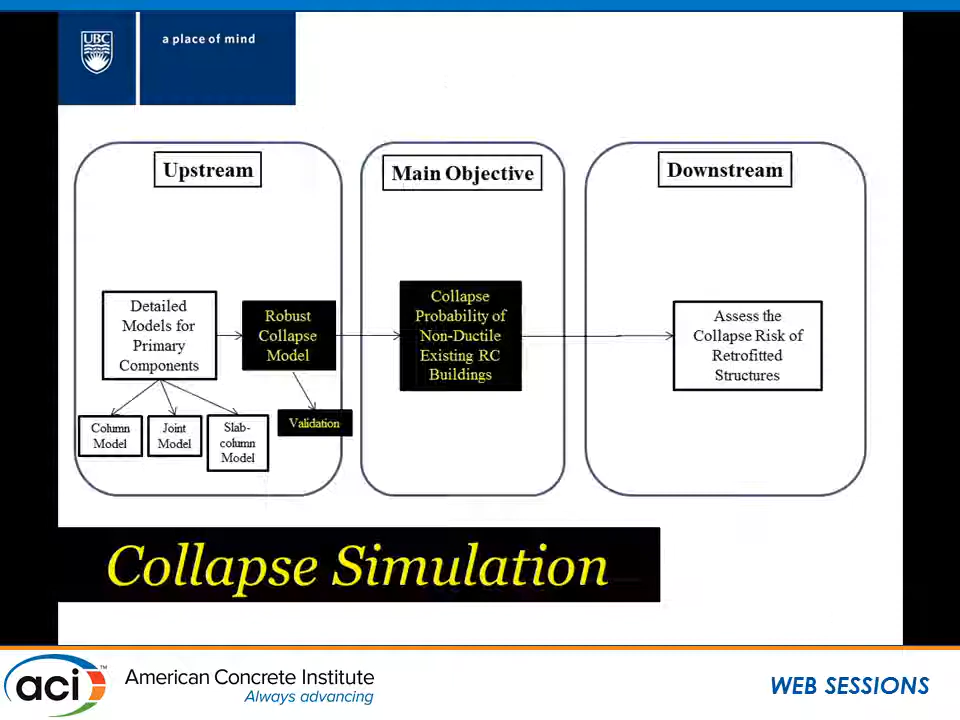 UBC
a place of mind
Upstream
Main Objective
Downstream
Detailed
Models for
Primary
Components
Robust
Collapse
Model
Collapse
Probability of
Non-Ductile
Existing RC
Buildings
Assess the
Collapse Risk of
Retrofitted
Structures
Column
Model
Joint
Model
Slab-
column
Model
Validation
Collapse Simulation
aci™
American Concrete Institute
Always advancing
WEB SESSIONS